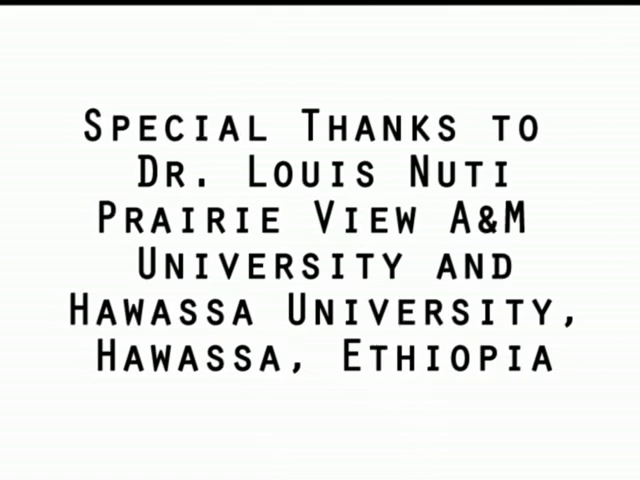 Special Thanks to
Dr. Louis Nuti
Prairie View A&M
University and
Hawassa University,
Hawassa, Ethiopia